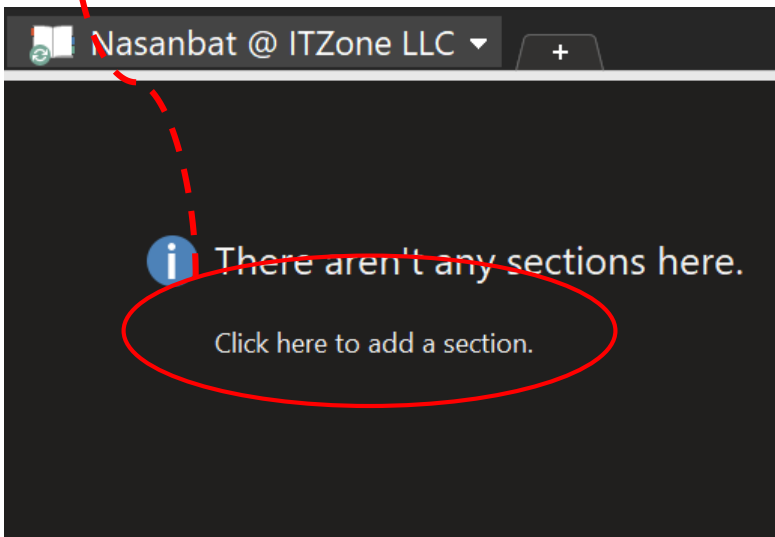 Nasanbat @ ITZone LLC
+
There aren't any sections here.
Click here to add a section.